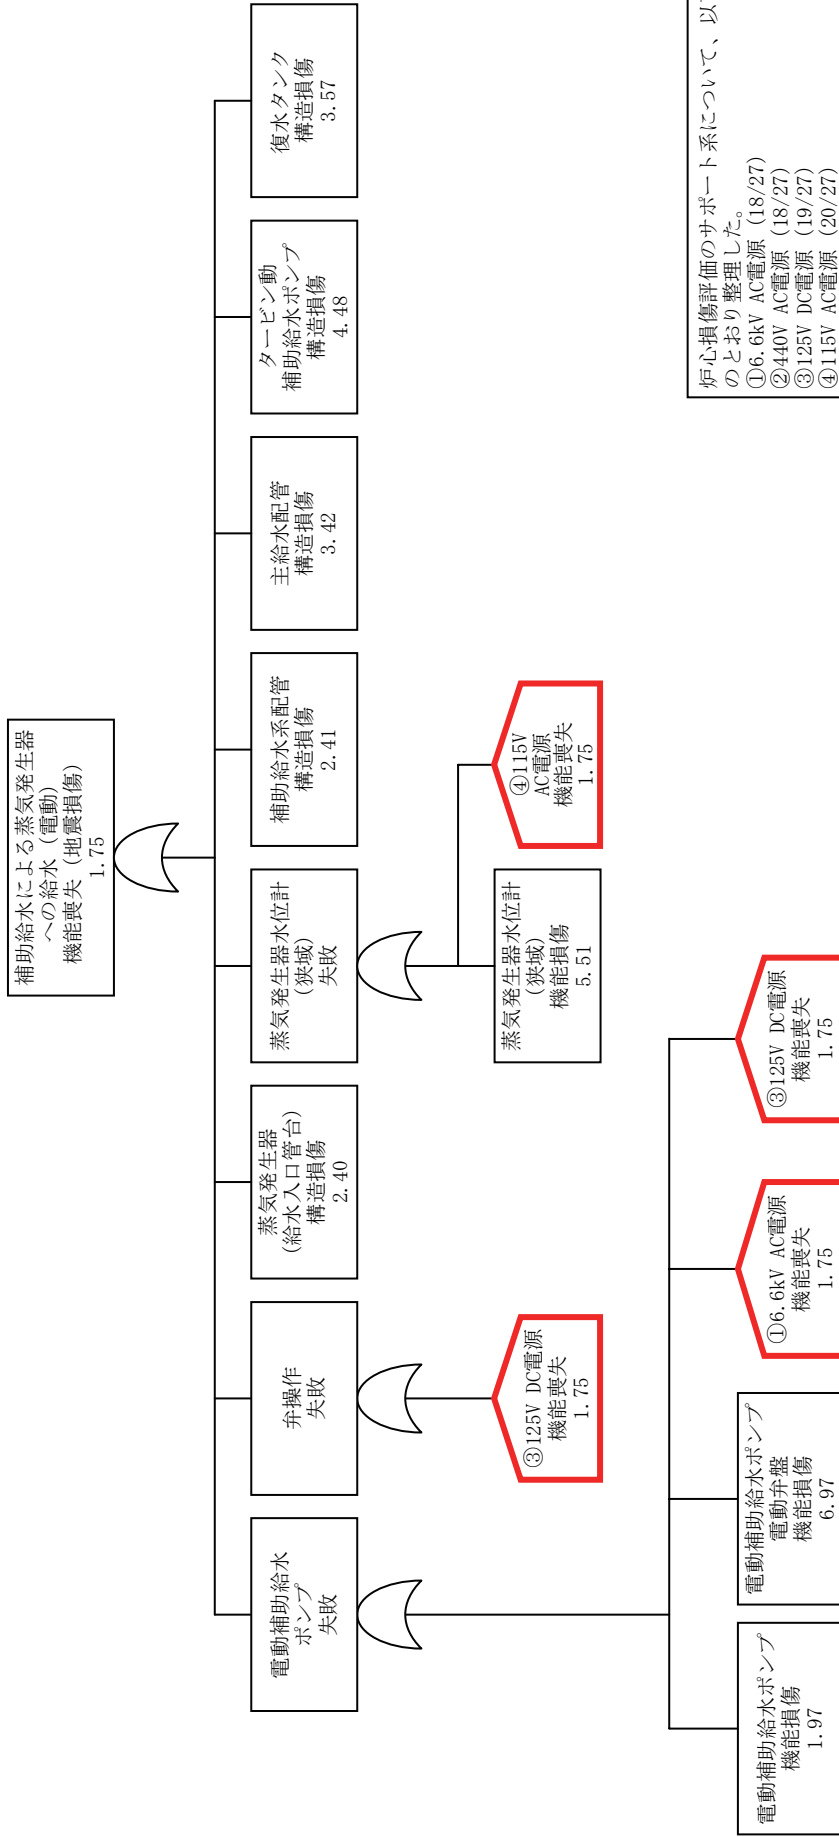 補助給水による蒸気発生器
への給水（電動）
機能喪失（地震損傷）
1.75
電動補助給水
ポンプ
失敗
弁操作
失敗
蒸気発生器
（給水入口管台）
構造損傷
2.40
蒸気発生器水位計
（狭域）
失敗
補助給水系配管
構造損傷
2.41
主給水配管
構造損傷
3.42
タービン動
補助給水ポンプ
構造損傷
4.48
復水タンク
構造損傷
3.57
③125V DC電源
機能喪失
1.75
蒸気発生器水位計
（狭域）
機能損傷
5.51
④115V
AC電源
機能喪失
1.75
電動補助給水ポンプ
機能損傷
1.97
電動補助給水ポンプ
電動弁盤
機能損傷
6.97
①6.6kV AC電源
機能喪失
1.75
③125V DC電源
機能喪失
1.75
炉心損傷評価のサポート系について、以
のとおり整理した。
①6.6kV AC電源（18/27）
②440V AC電源（18/27）
③125V DC電源（19/27）
④115V AC電源（20/27）